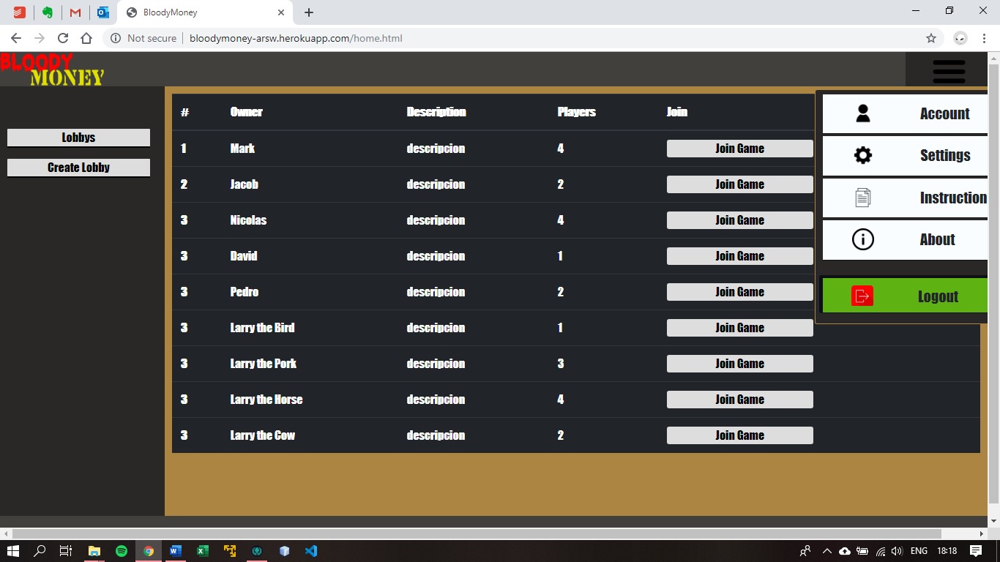 BloodyMoney
Not secure | bloodymoney-arsw.herokuapp.com/home.html
BLOODY
MONEY
Lobbys
Create Lobby
# Owner Description Players Join
1 Mark descripcion 4 Join Game
2 Jacob descripcion 2 Join Game
3 Nicolas descripcion 4 Join Game
3 David descripcion 1 Join Game
3 Pedro descripcion 2 Join Game
3 Larry the Bird descripcion 1 Join Game
3 Larry the Pork descripcion 3 Join Game
3 Larry the Horse descripcion 4 Join Game
3 Larry the Cow descripcion 2 Join Game
Account
Settings
Instruction
About
Logout
ENG 18:18